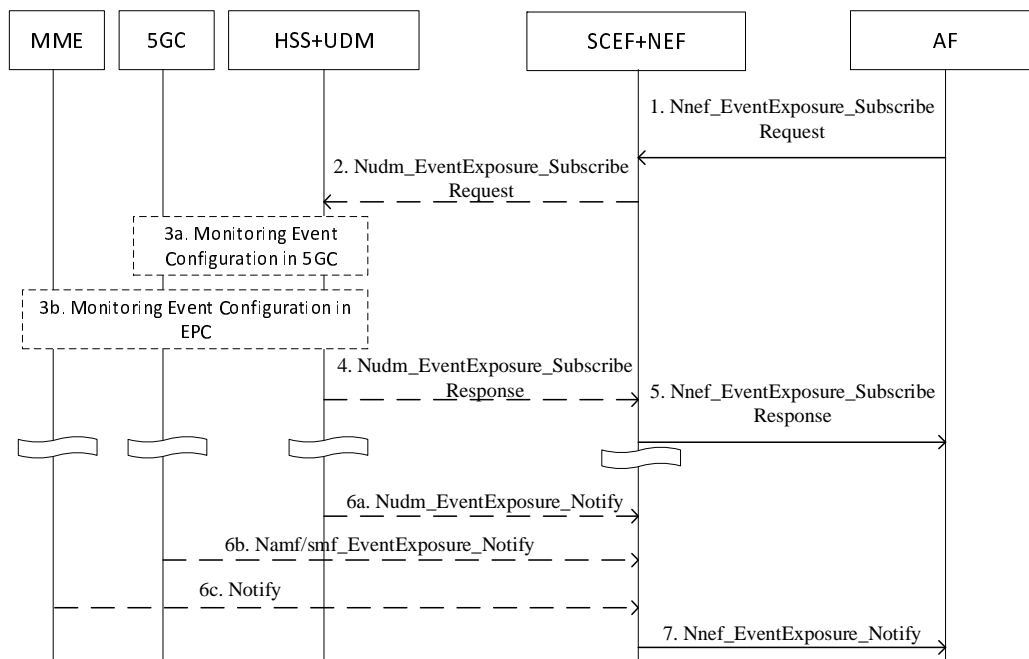 MME
5GC
HSS+UDM
SCEF+NEF
AF
1. Nnef_EventExposure_Subscribe
Request
2. Nudm_EventExposure_Subscribe
Request
3a. Monitoring Event
Configuration in 5GC
3b. Monitoring Event Configuration in
EPC
4. Nudm_EventExposure_Subscribe
Response
5. Nnef_EventExposure_Subscribe
Response
6a. Nudm_EventExposure_Notify
6b. Namf/smf_EventExposure_Notify
6c. Notify
7. Nnef_EventExposure_Notify